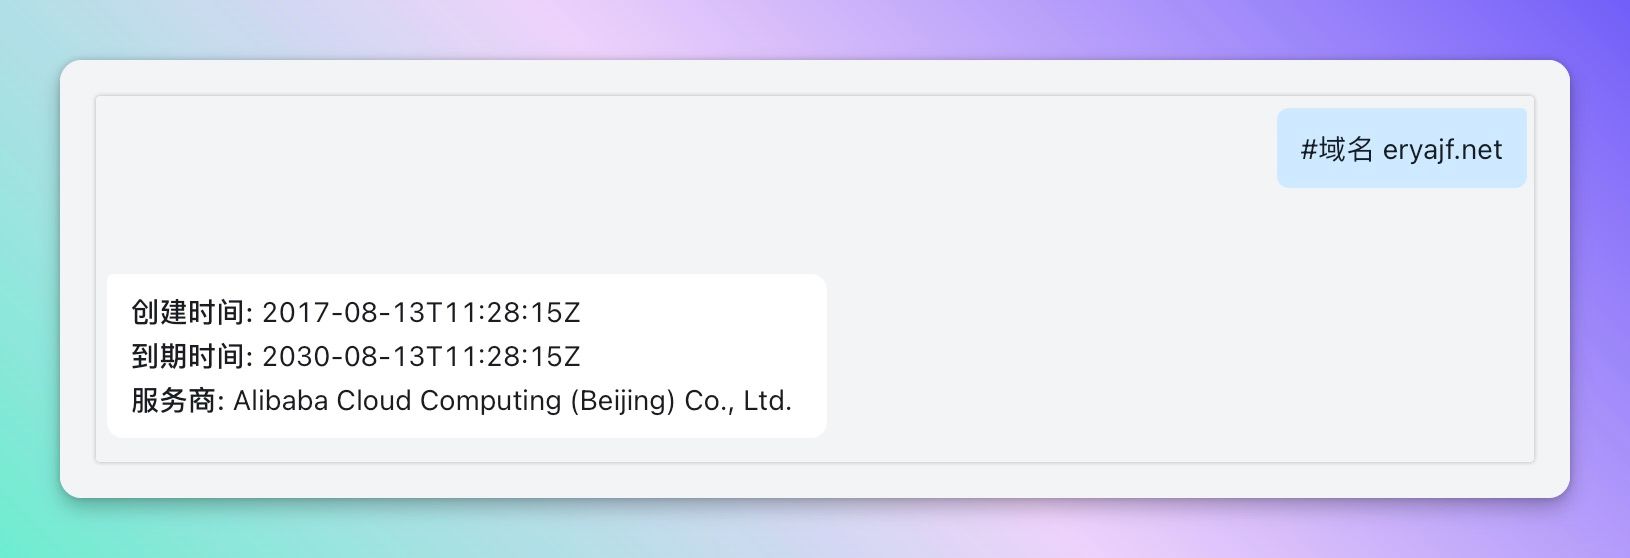 #域名 eryajf.net
创建时间: 2017-08-13T11:28:15Z
到期时间: 2030-08-13T11:28:15Z
服务商: Alibaba Cloud Computing (Beijing) Co., Ltd.